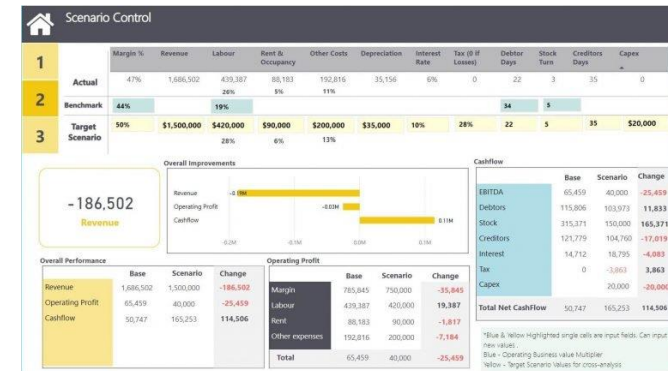 Scenario Control
1
2
3
Margin % Revenue Labour Rent & Occupancy Other Costs Depreciation Interest Rate Tax (0 if Losses) Debtor Days Stock Turn Creditors Days Capex
Actual 47% 1,686,502 439,387 88,183 192,816 35,156 6% 0 22 3 35 0
26% 5% 11%
Benchmark 44% 19% 34 5
Target Scenario 50% $1,500,000 $420,000 $90,000 $200,000 $35,000 10% 28% 22 5 35 $20,000
28% 6% 13%
-186,502
Revenue
Overall Improvements
Revenue -0.19M
Operating Profit -0.03M
Cashflow 0.11M
-0.2M -0.1M 0.0M 0.1M
Cashflow
Base Scenario Change
EBITDA 65,459 40,000 -25,459
Debtors 115,806 103,973 11,833
Stock 315,371 150,000 165,371
Creditors 121,779 104,760 -17,019
Interest 14,712 18,795 -4,083
Tax 0 -3,863 3,863
Capex 20,000 -20,000
Total Net CashFlow 50,747 165,253 114,506
Overall Performance
Base Scenario Change
Revenue 1,686,502 1,500,000 -186,502
Operating Profit 65,459 40,000 -25,459
Cashflow 50,747 165,253 114,506
Operating Profit
Base Scenario Change
Margin 785,845 750,000 -35,845
Labour 439,387 420,000 19,387
Rent 88,183 90,000 -1,817
Other expenses 192,816 200,000 -7,184
Total 65,459 40,000 -25,459
*Blue & Yellow Highlighted single cells are input fields. Can input
new values .
Blue - Operating Business value Multiplier
Yellow - Target Scenario Values for cross-analysis